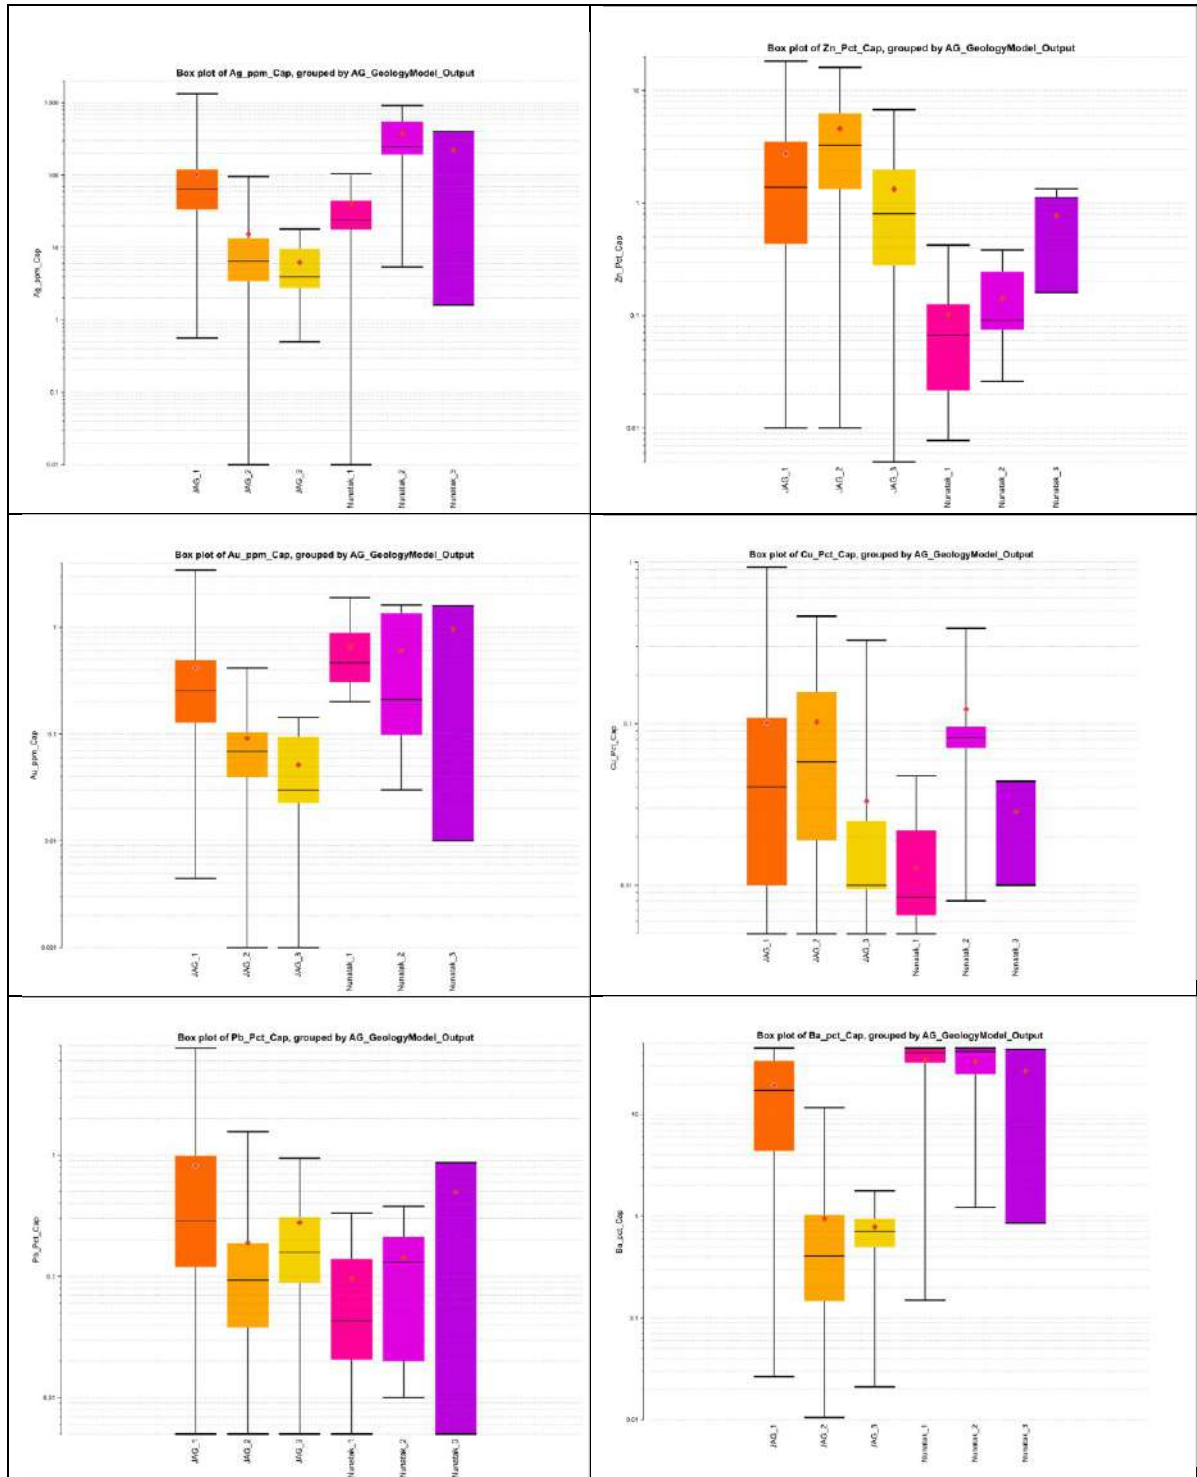 Box plot of Ag_ppm_Cap, grouped by AG_GeologyModel_Output
Ag_ppm_Cap
1,000
100
10
1
0.1
0.01
JAG_1
JAG_2
JAG_3
Nunatak_1
Nunatak_2
Nunatak_3
Box plot of Zn_Pct_Cap, grouped by AG_GeologyModel_Output
Zn_Pct_Cap
10
1
0.1
0.01
JAG_1
JAG_2
JAG_3
Nunatak_1
Nunatak_2
Nunatak_3
Box plot of Au_ppm_Cap, grouped by AG_GeologyModel_Output
Au_ppm_Cap
1
0.1
0.01
0.001
JAG_1
JAG_2
JAG_3
Nunatak_1
Nunatak_2
Nunatak_3
Box plot of Cu_Pct_Cap, grouped by AG_GeologyModel_Output
Cu_Pct_Cap
1
0.1
0.01
JAG_1
JAG_2
JAG_3
Nunatak_1
Nunatak_2
Nunatak_3
Box plot of Pb_Pct_Cap, grouped by AG_GeologyModel_Output
Pb_Pct_Cap
1
0.1
0.01
JAG_1
JAG_2
JAG_3
Nunatak_1
Nunatak_2
Nunatak_3
Box plot of Ba_pct_Cap, grouped by AG_GeologyModel_Output
Ba_pct_Cap
10
1
0.1
0.01
JAG_1
JAG_2
JAG_3
Nunatak_1
Nunatak_2
Nunatak_3